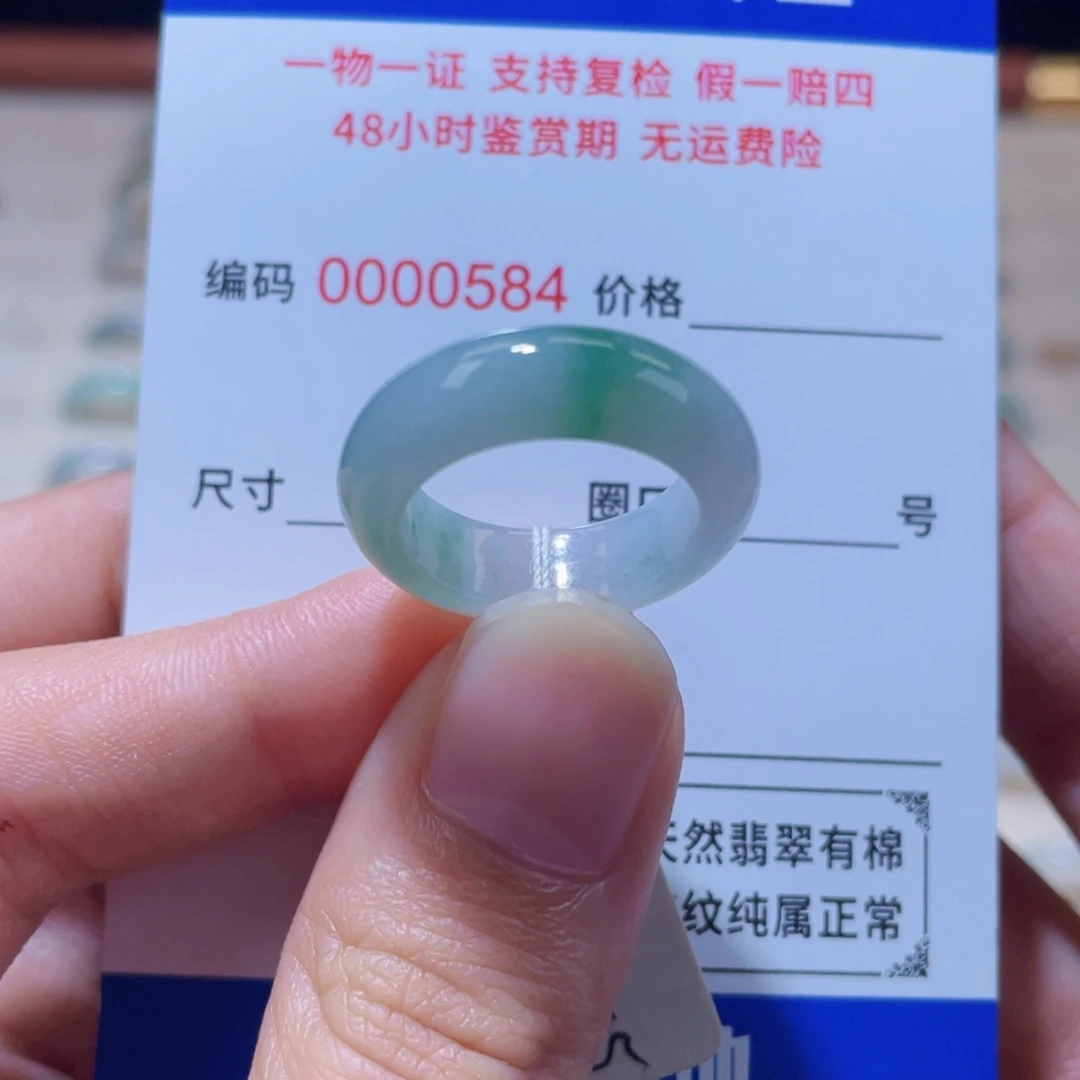 一物一证 支持复检 假一赔四
48小时鉴赏期 无运费险
编码 0000584 价格
尺寸 圈 号
天然翡翠有棉
纹纯属正常